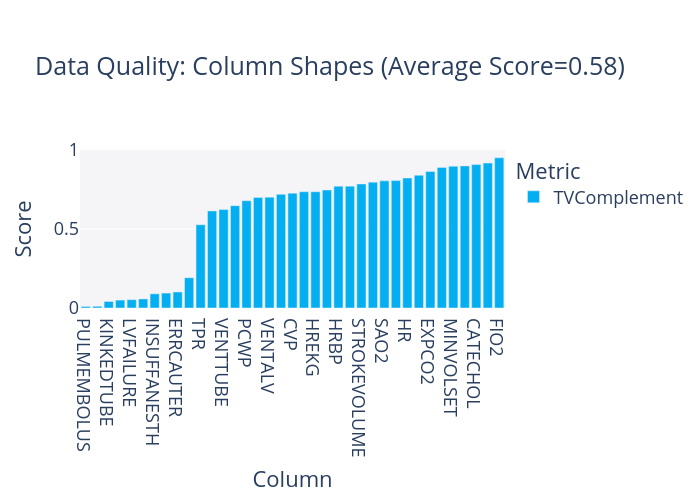 Data Quality: Column Shapes (Average Score=0.58)
1
0.5
0
Score
Metric
TVComplement
PULMEMBOLUS
KINKEDTUBE
LVFAILURE
INSUFFANESTH
ERRCAUTER
TPR
VENTTUBE
PCWP
VENTALV
CVP
HREKG
HRBP
STROKEVOLUME
SAO2
HR
EXPCO2
MINVOLSET
CATECHOL
FIO2
Column